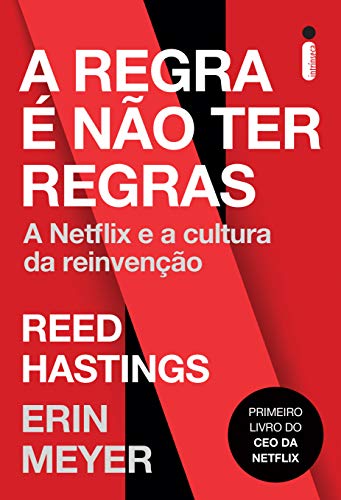 intrínseca
A REGRA
É NÃO TER
REGRAS
A Netflix e a cultura
da reinvenção
REED
HASTINGS
ERIN
MEYER
PRIMEIRO
LIVRO DO
CEO DA
NETFLIX